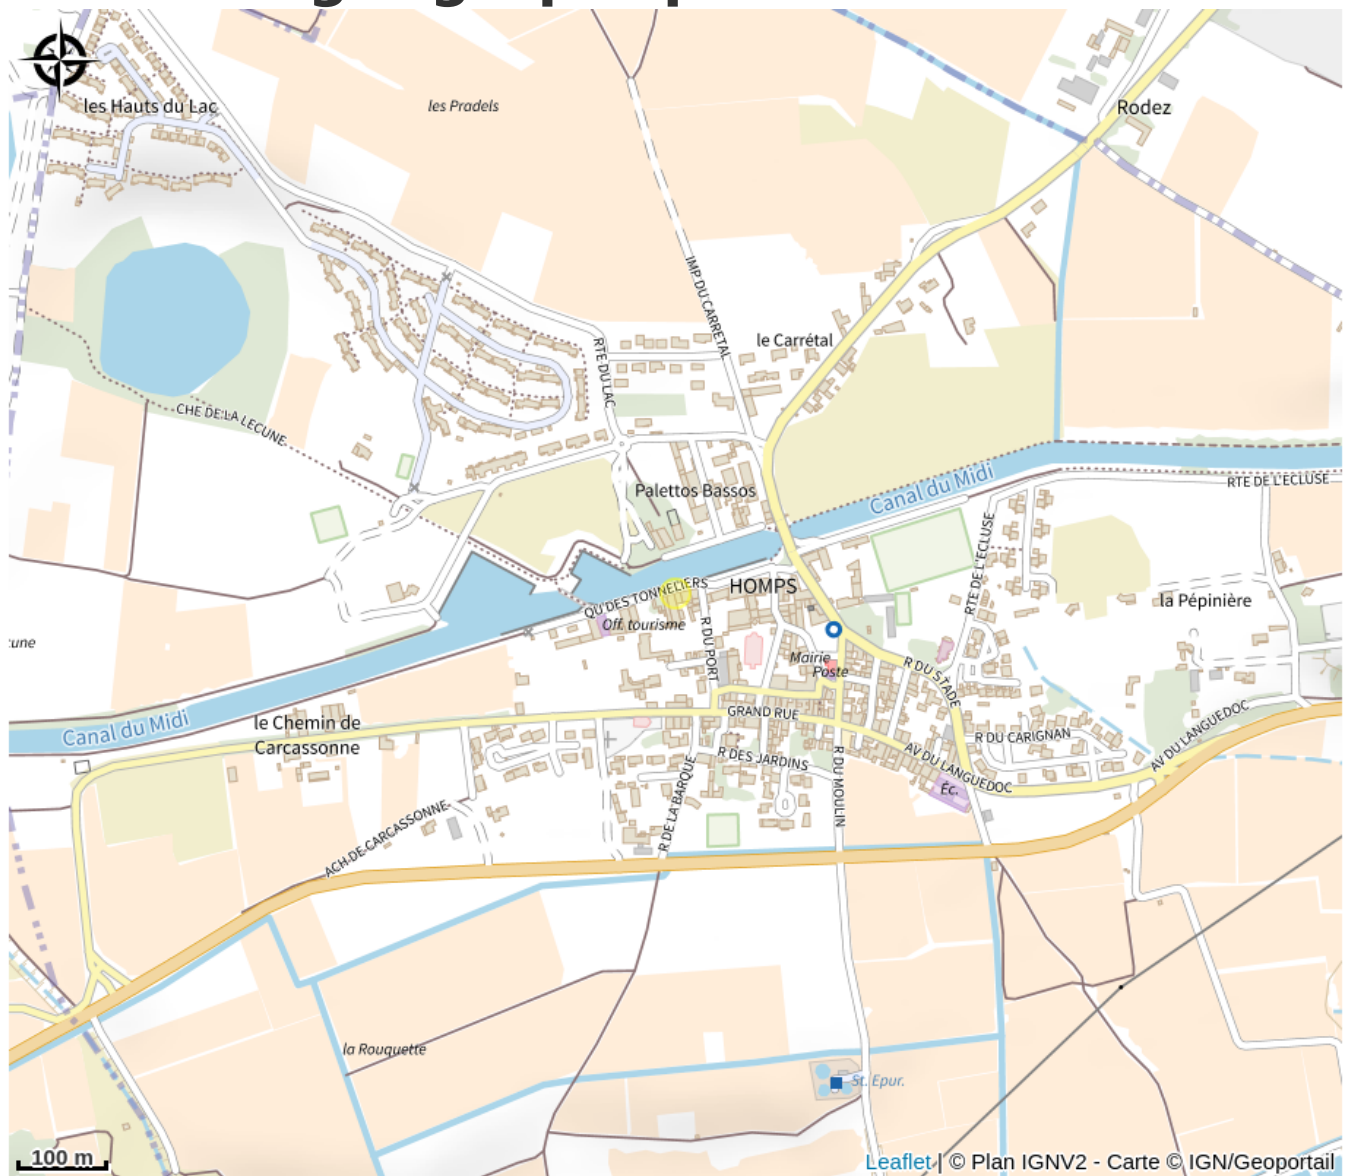 les Hauts du Lac
les Pradels
Rodez
IMP. DU CARRETAL
le Carrétal
RTE DU LAC
CHE DE LA LECUNE
Palettos Bassos
Canal du Midi
RTE DE L'ECLUSE
RTE DE L'ECLUSE
QU DES TONNELIERS
HOMPS
la Pépinière
Off. tourisme
R DU PORT
Mairie
Poste
R DU STADE
Canal du Midi
le Chemin de
Carcassonne
GRAND RUE
R DU CARIGNAN
AV DU LANGUEDOC
R DES JARDINS
AV DU LANGUEDOC
R DU MOULIN
Éc.
R DE LA BARQUE
ACH-DE-CARCASSONNE
la Rouquette
St. Epur.
100 m
Leaflet | © Plan IGNV2 - Carte © IGN/Geoportail